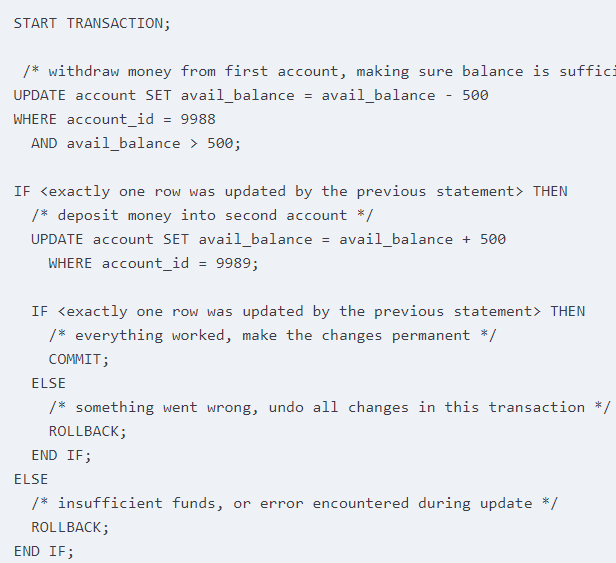 START TRANSACTION;
/* withdraw money from first account, making sure balance is suffici
UPDATE account SET avail_balance = avail_balance - 500
WHERE account_id = 9988
AND avail_balance > 500;
IF <exactly one row was updated by the previous statement> THEN
/* deposit money into second account */
UPDATE account SET avail_balance = avail_balance + 500
WHERE account_id = 9989;
IF <exactly one row was updated by the previous statement> THEN
/* everything worked, make the changes permanent */
COMMIT;
ELSE
/* something went wrong, undo all changes in this transaction */
ROLLBACK;
END IF;
ELSE
/* insufficient funds, or error encountered during update */
ROLLBACK;
END IF;